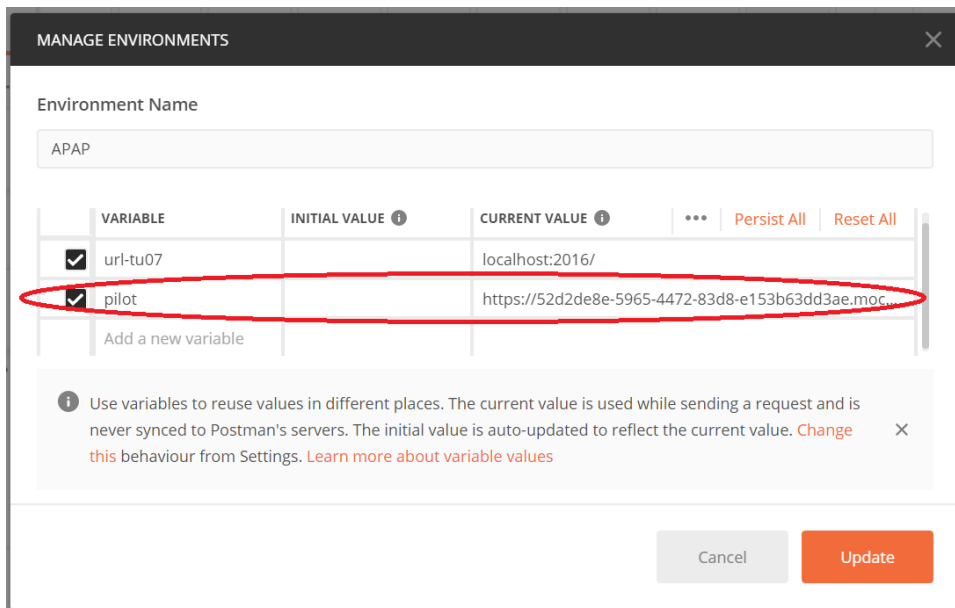 MANAGE ENVIRONMENTS
Environment Name
APAP
VARIABLE INITIAL VALUE CURRENT VALUE ••• Persist All Reset All
url-tu07 localhost:2016/
pilot https://52d2de8e-5965-4472-83d8-e153b63dd3ae.moc...
Add a new variable
Use variables to reuse values in different places. The current value is used while sending a request and is
never synced to Postman's servers. The initial value is auto-updated to reflect the current value. Change
this behaviour from Settings. Learn more about variable values
Cancel Update